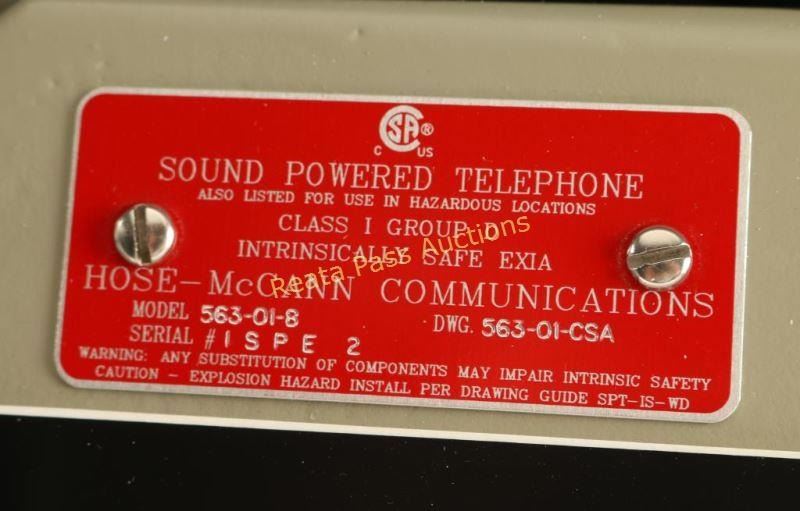 CSA®
C US
SOUND POWERED TELEPHONE
ALSO LISTED FOR USE IN HAZARDOUS LOCATIONS
CLASS I GROUP D
INTRINSICALLY SAFE EXIA
Reata Pass Auctions
HOSE-McCANN COMMUNICATIONS
MODEL 563-01-8 DWG. 563-01-CSA
SERIAL # I S P E 2
WARNING: ANY SUBSTITUTION OF COMPONENTS MAY IMPAIR INTRINSIC SAFETY
CAUTION - EXPLOSION HAZARD INSTALL PER DRAWING GUIDE SPT-IS-WD